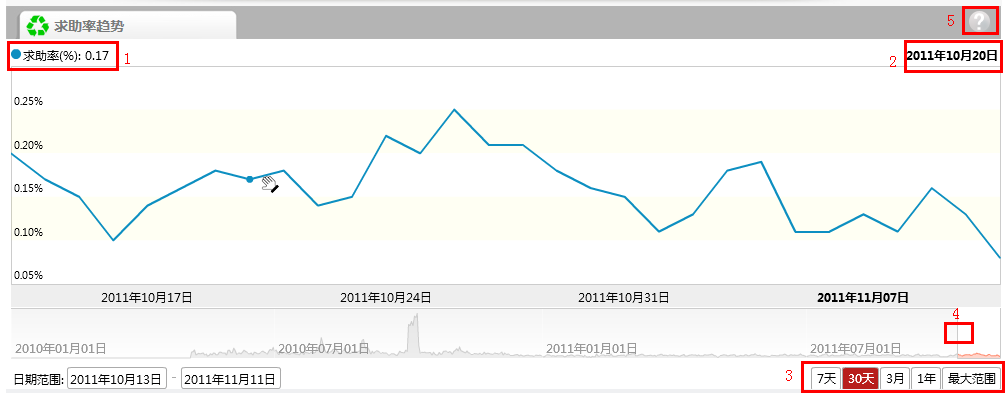 求助率趋势
5
?
求助率(%): 0.17
1
2
2011年10月20日
0.25%
0.20%
0.15%
0.10%
0.05%
2011年10月17日 2011年10月24日 2011年10月31日 2011年11月07日
4
2010年01月01日 2010年07月01日 2011年01月01日 2011年07月01日
日期范围: 2011年10月13日 - 2011年11月11日
3
7天 30天 3月 1年 最大范围